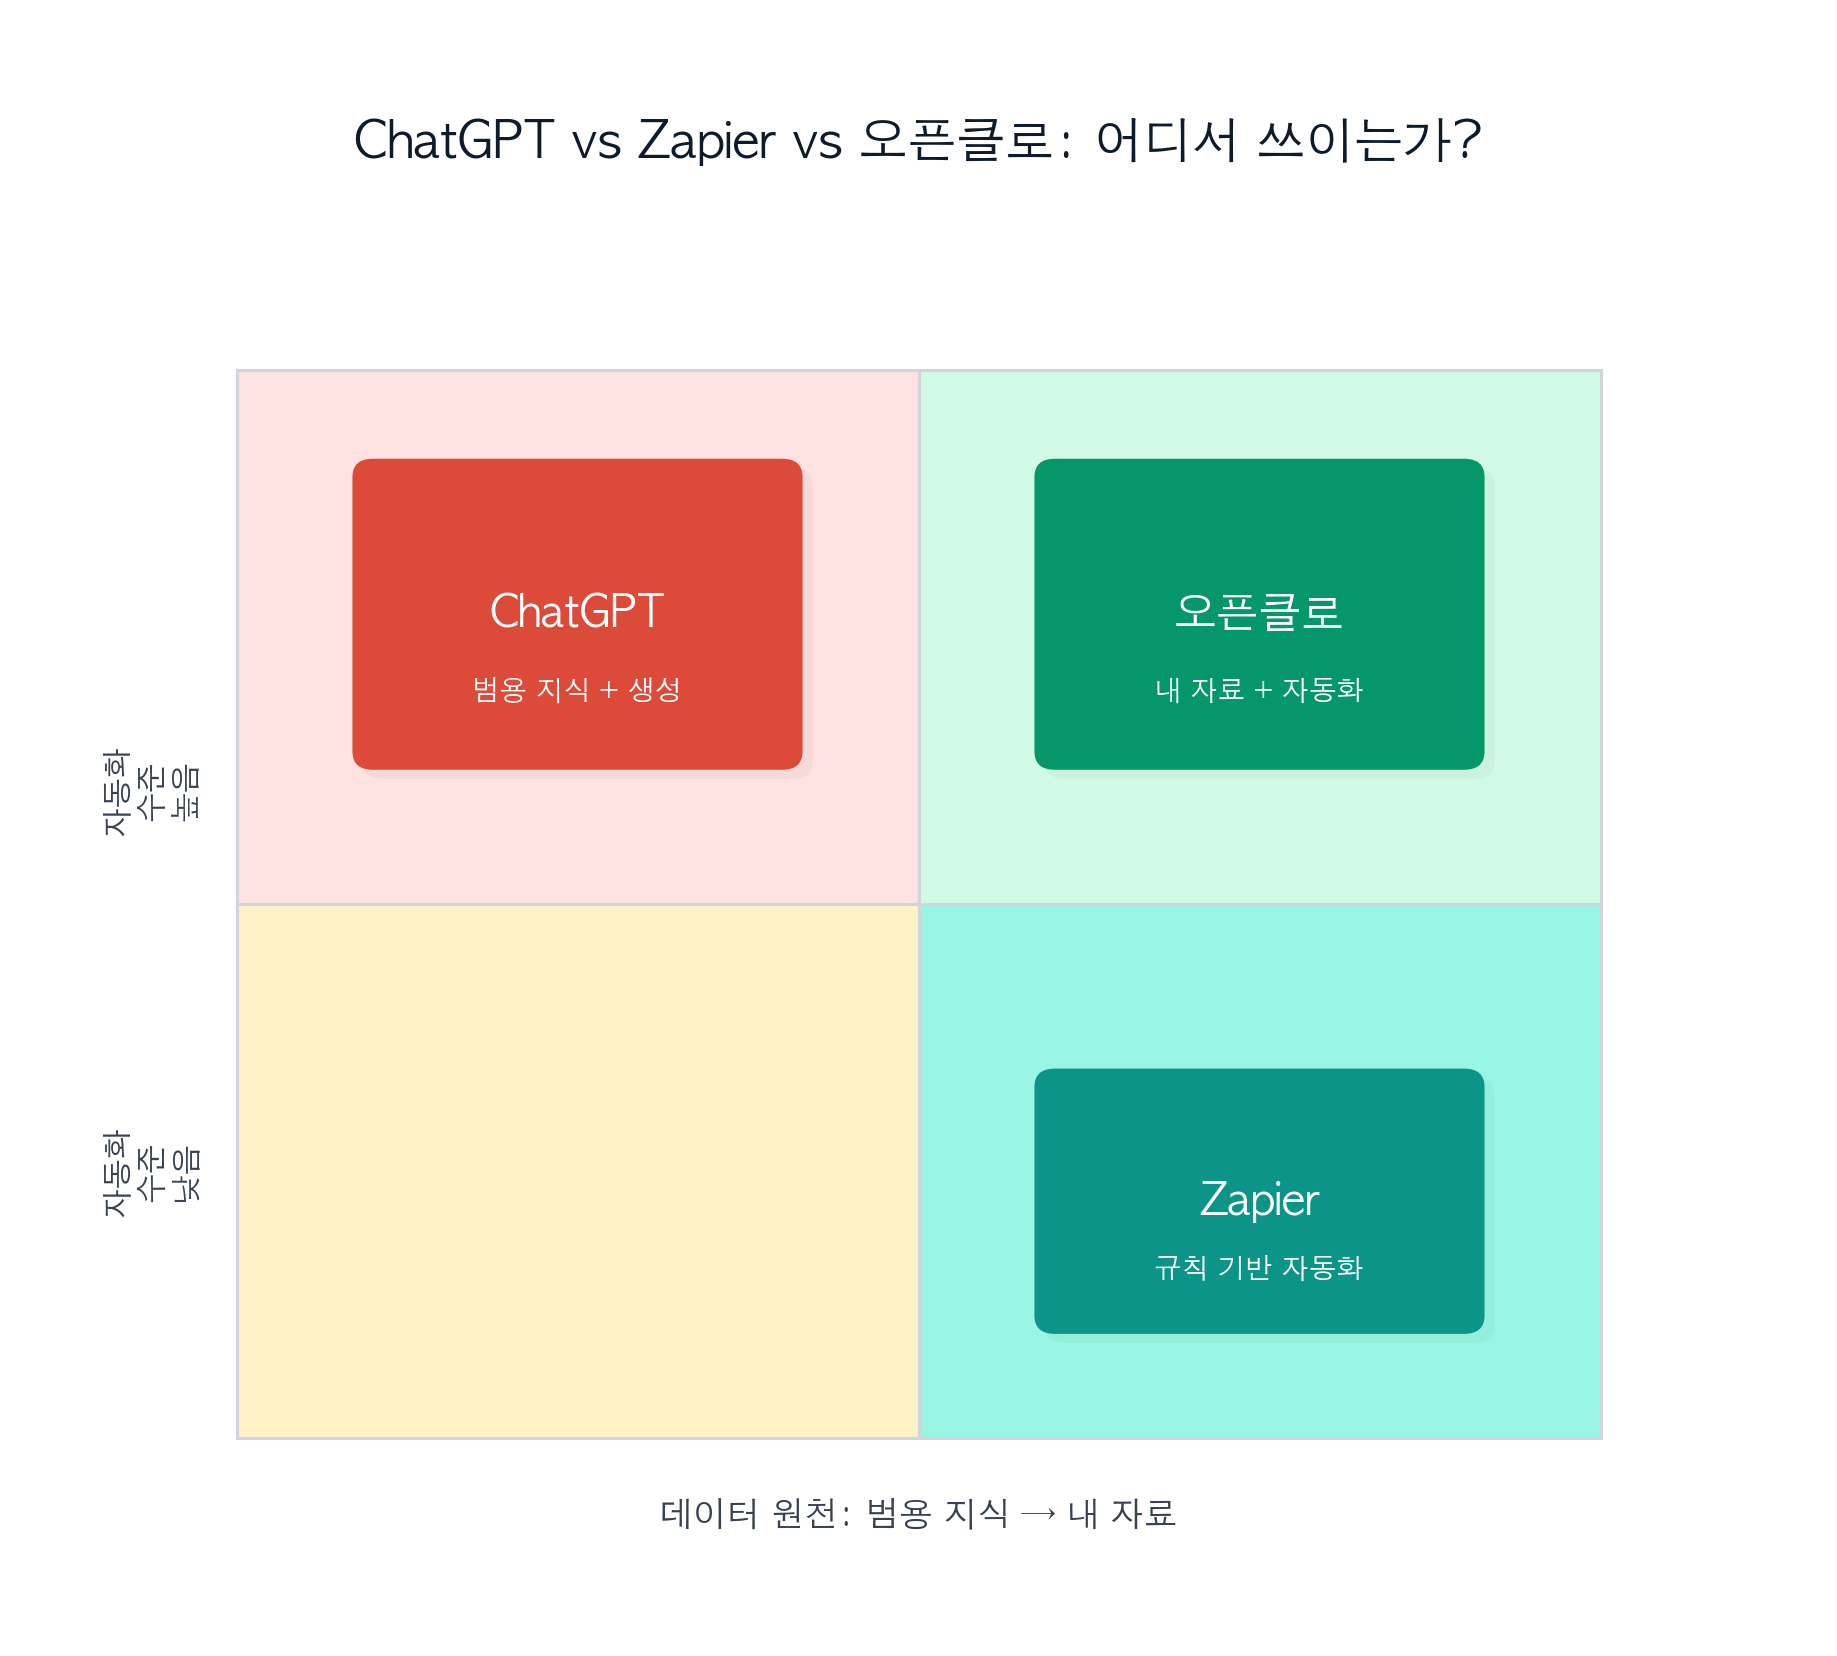 ChatGPT vs Zapier vs 오픈클로: 어디서 쓰이는가?
ChatGPT
범용 지식 + 생성
오픈클로
내 자료 + 자동화
자동화
수준
높음
자동화
수준
낮음
Zapier
규칙 기반 자동화
데이터 원천: 범용 지식 → 내 자료